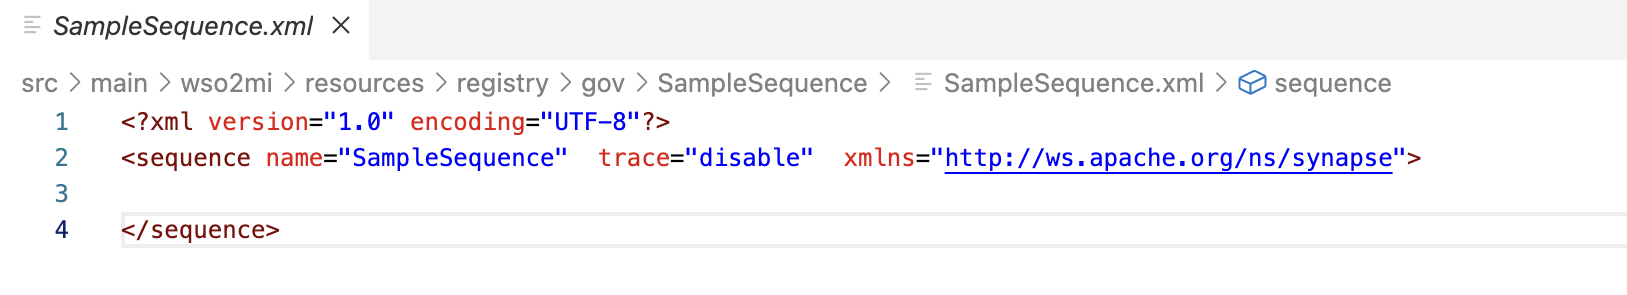 SampleSequence.xml
src > main > wso2mi > resources > registry > gov > SampleSequence > SampleSequence.xml > sequence
1 <?xml version="1.0" encoding="UTF-8"?>
2 <sequence name="SampleSequence"  trace="disable"  xmlns="http://ws.apache.org/ns/synapse">
3
4 </sequence>